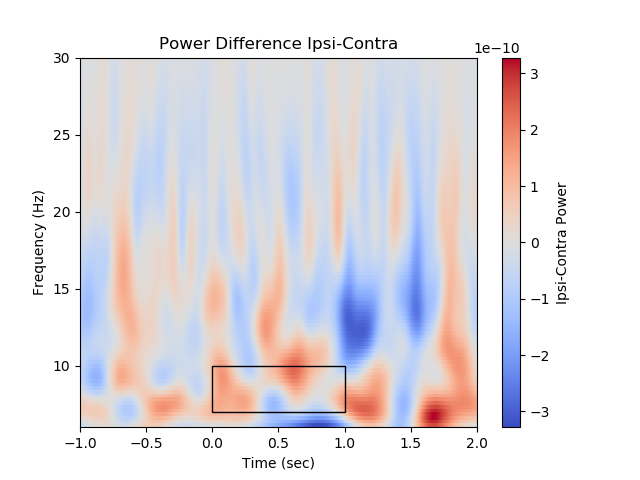 Power Difference Ipsi-Contra
1e−10
30
25
20
15
10
Frequency (Hz)
−1.0 −0.5 0.0 0.5 1.0 1.5 2.0
Time (sec)
3
2
1
0
−1
−2
−3
Ipsi-Contra Power